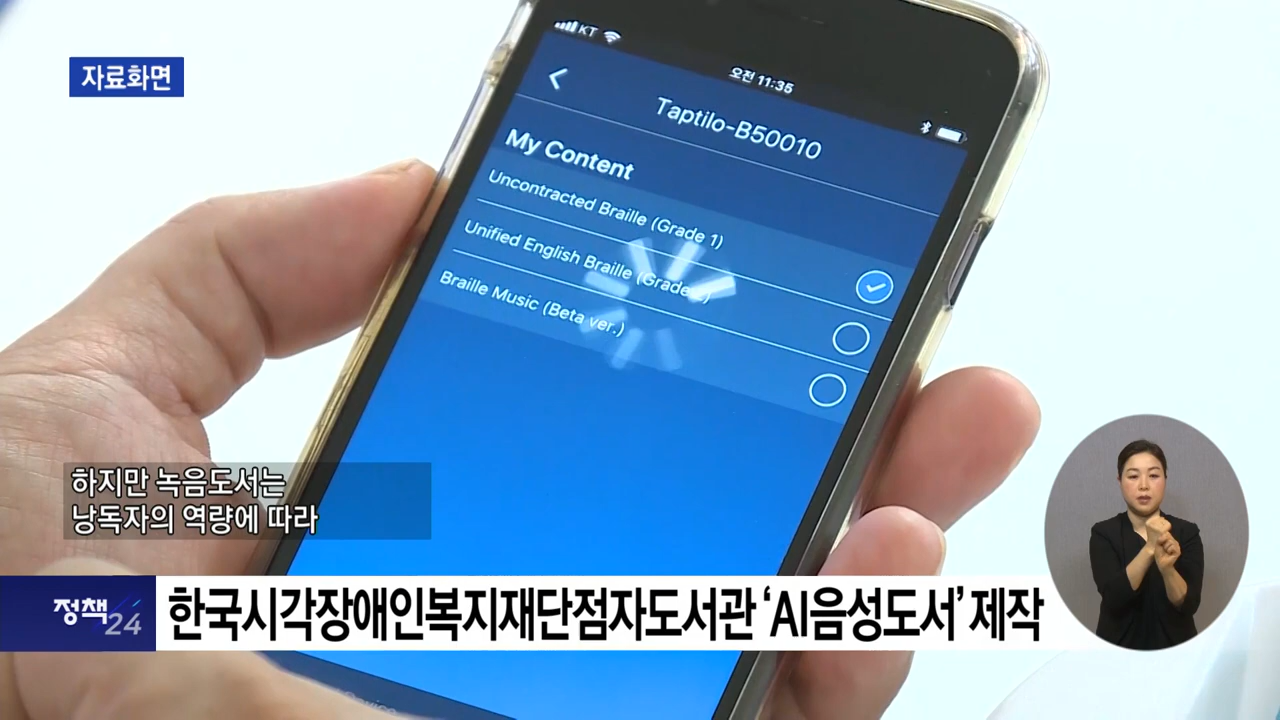 자료화면
KT
오전 11:35
Taptilo-B50010
My Content
Uncontracted Braille (Grade 1)
Unified English Braille (Grade
Braille Music (Beta ver.)
하지만 녹음도서는
낭독자의 역량에 따라
정책24
한국시각장애인복지재단점자도서관 ‘AI음성도서’ 제작